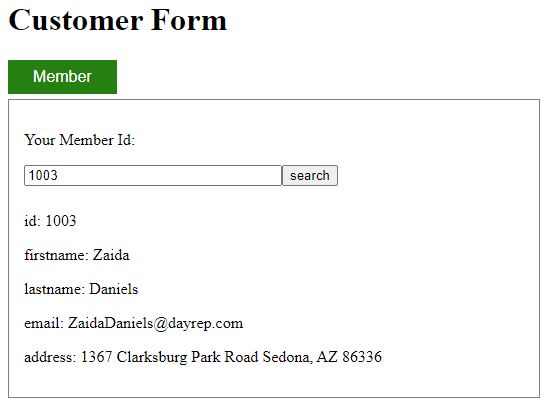 Customer Form
Member
Your Member Id:
1003 search
id: 1003
firstname: Zaida
lastname: Daniels
email: ZaidaDaniels@dayrep.com
address: 1367 Clarksburg Park Road Sedona, AZ 86336